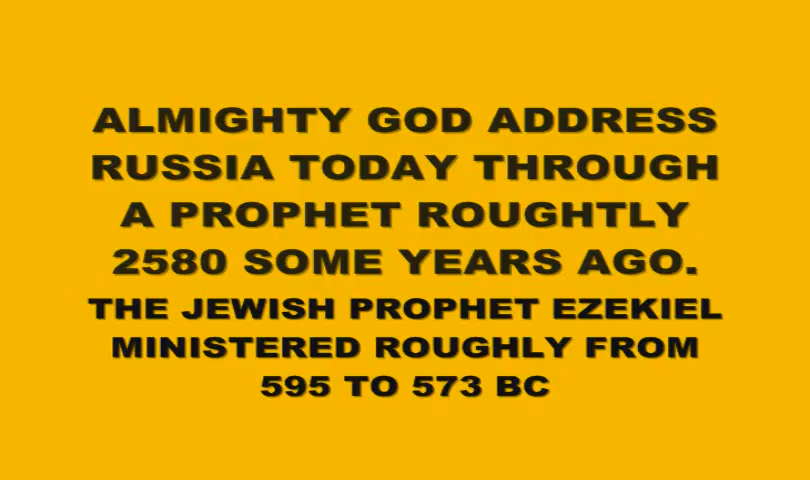 ALMIGHTY GOD ADDRESS
RUSSIA TODAY THROUGH
A PROPHET ROUGHTLY
2580 SOME YEARS AGO.
THE JEWISH PROPHET EZEKIEL
MINISTERED ROUGHLY FROM
595 TO 573 BC